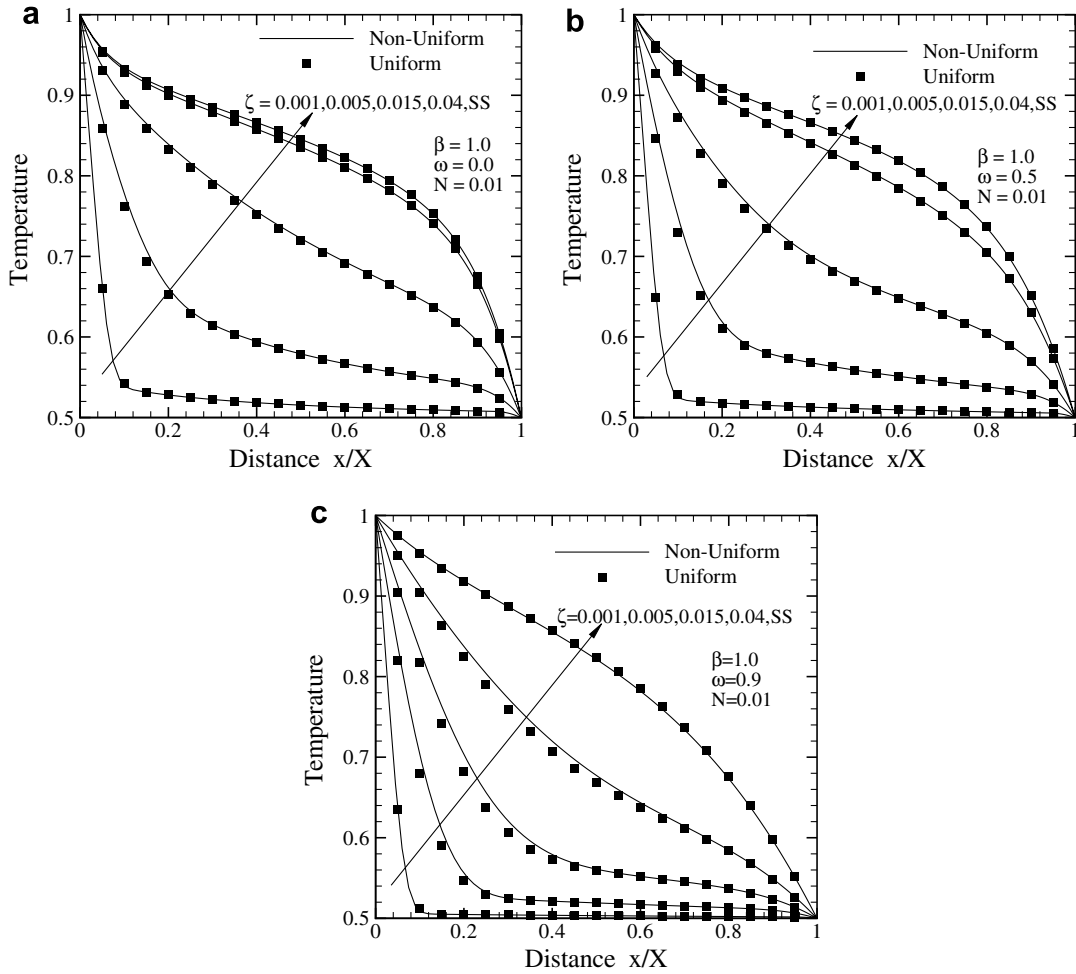 a
1
0.9
0.8
0.7
0.6
0.5
0
0.2
0.4
0.6
0.8
1
Temperature
Distance x/X
Non-Uniform
Uniform
ζ = 0.001,0.005,0.015,0.04,SS
β = 1.0
ω = 0.0
N = 0.01
b
1
0.9
0.8
0.7
0.6
0.5
0
0.2
0.4
0.6
0.8
1
Temperature
Distance x/X
Non-Uniform
Uniform
ζ = 0.001,0.005,0.015,0.04,SS
β = 1.0
ω = 0.5
N = 0.01
c
1
0.9
0.8
0.7
0.6
0.5
0
0.2
0.4
0.6
0.8
1
Temperature
Distance x/X
Non-Uniform
Uniform
ζ=0.001,0.005,0.015,0.04,SS
β=1.0
ω=0.9
N=0.01